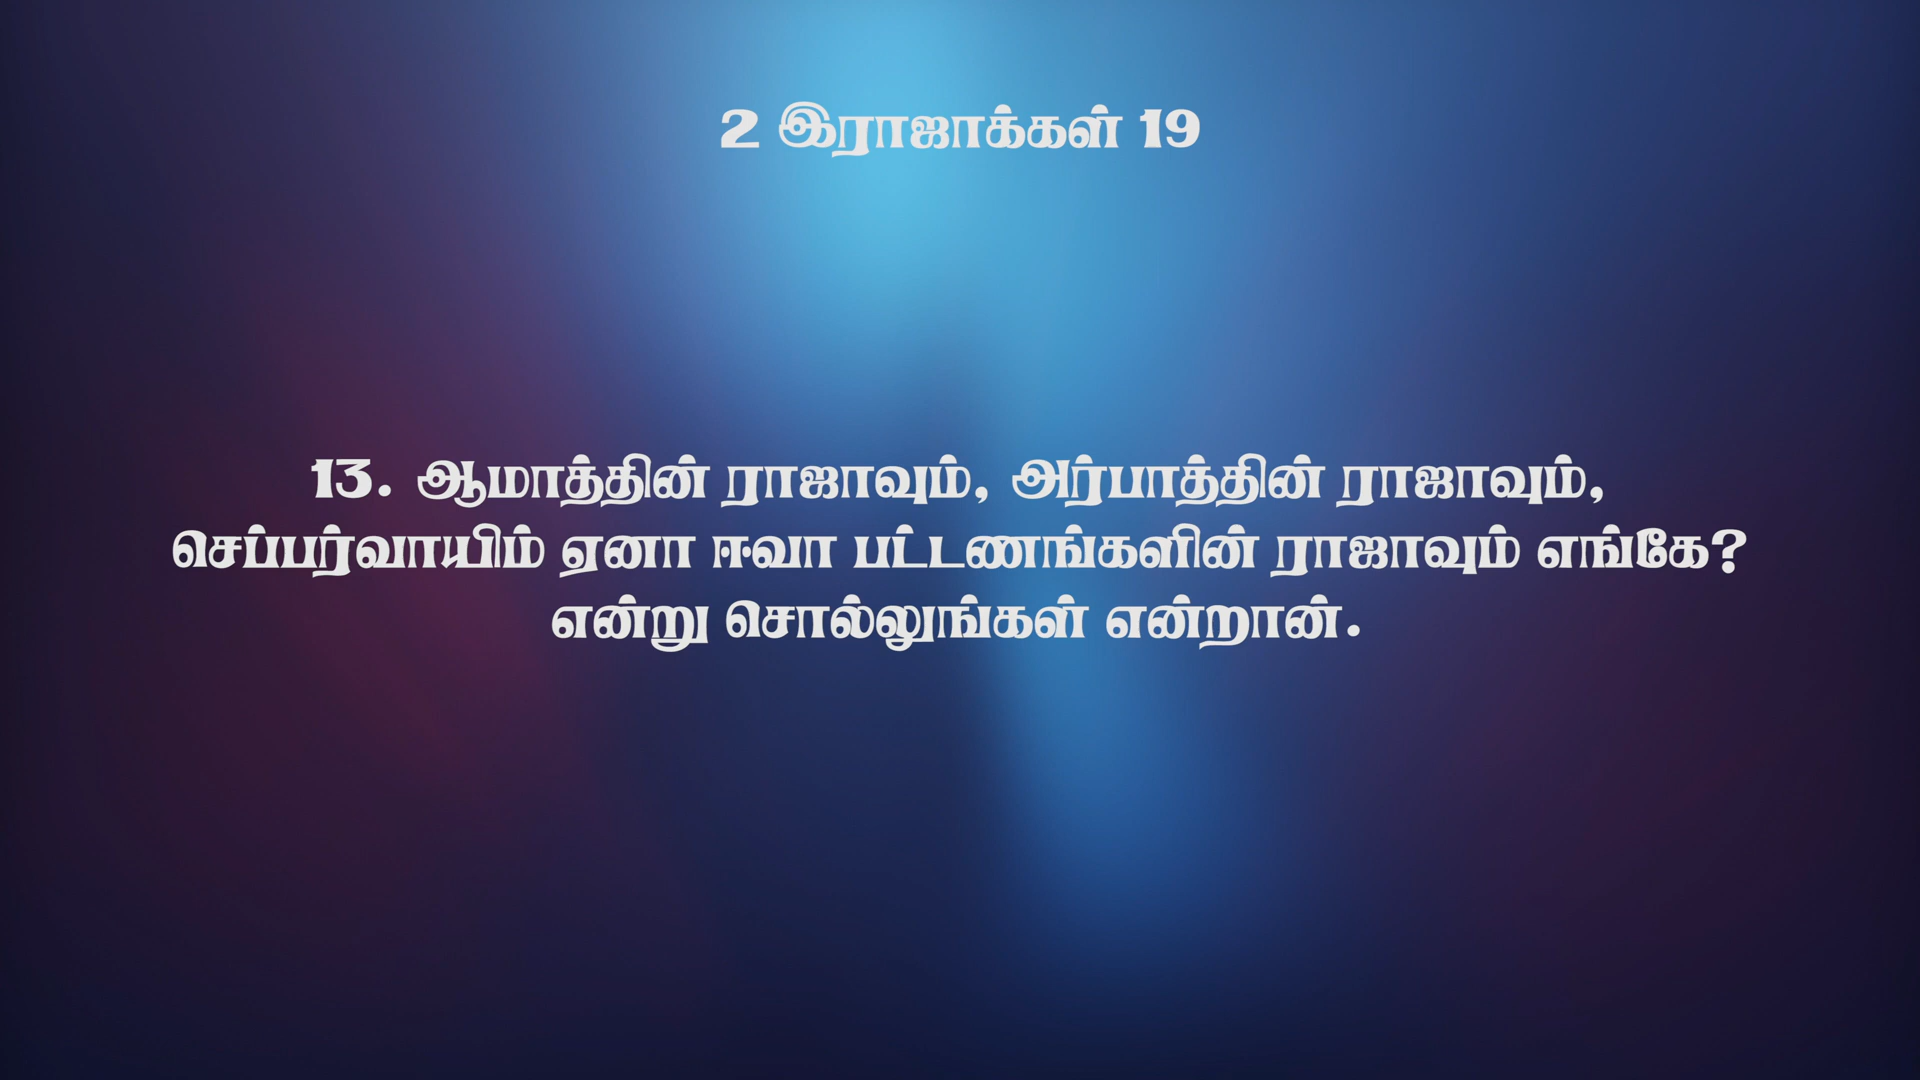 2 இராஜாக்கள் 19
13. ஆமாத்தின் ராஜாவும், அர்பாத்தின் ராஜாவும்,
செப்பர்வாயிம் ஏனா ஈவா பட்டணங்களின் ராஜாவும் எங்கே?
என்று சொல்லுங்கள் என்றான்.